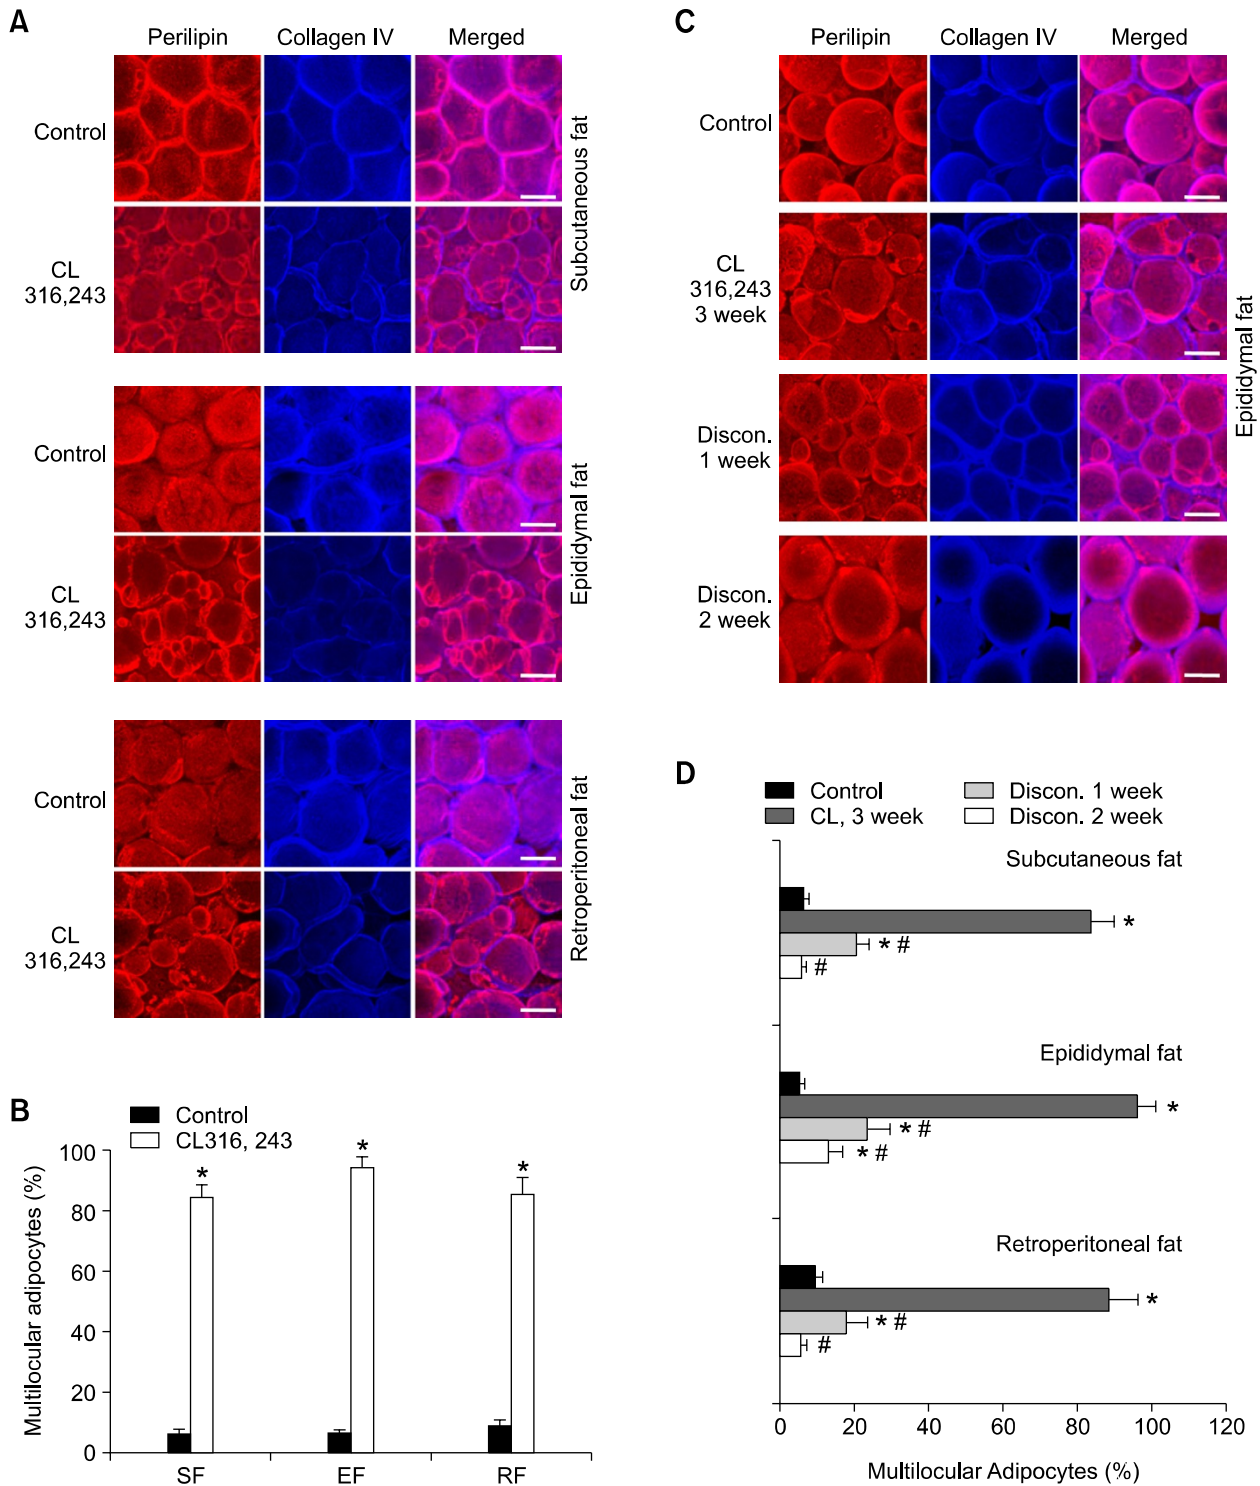 A
Perilipin Collagen IV Merged
Control
CL
316,243
Subcutaneous fat
Control
CL
316,243
Epididymal fat
Control
CL
316,243
Retroperitoneal fat
B
Control
CL316, 243
Multilocular adipocytes (%)
100
80
60
40
20
0
* * *
SF EF RF
C
Perilipin Collagen IV Merged
Control
CL
316,243
3 week
Discon.
1 week
Discon.
2 week
Epididymal fat
D
Control Discon. 1 week
CL, 3 week Discon. 2 week
Subcutaneous fat
*
* #
#
Epididymal fat
*
* #
* #
Retroperitoneal fat
*
* #
#
0 20 40 60 80 100 120
Multilocular Adipocytes (%)